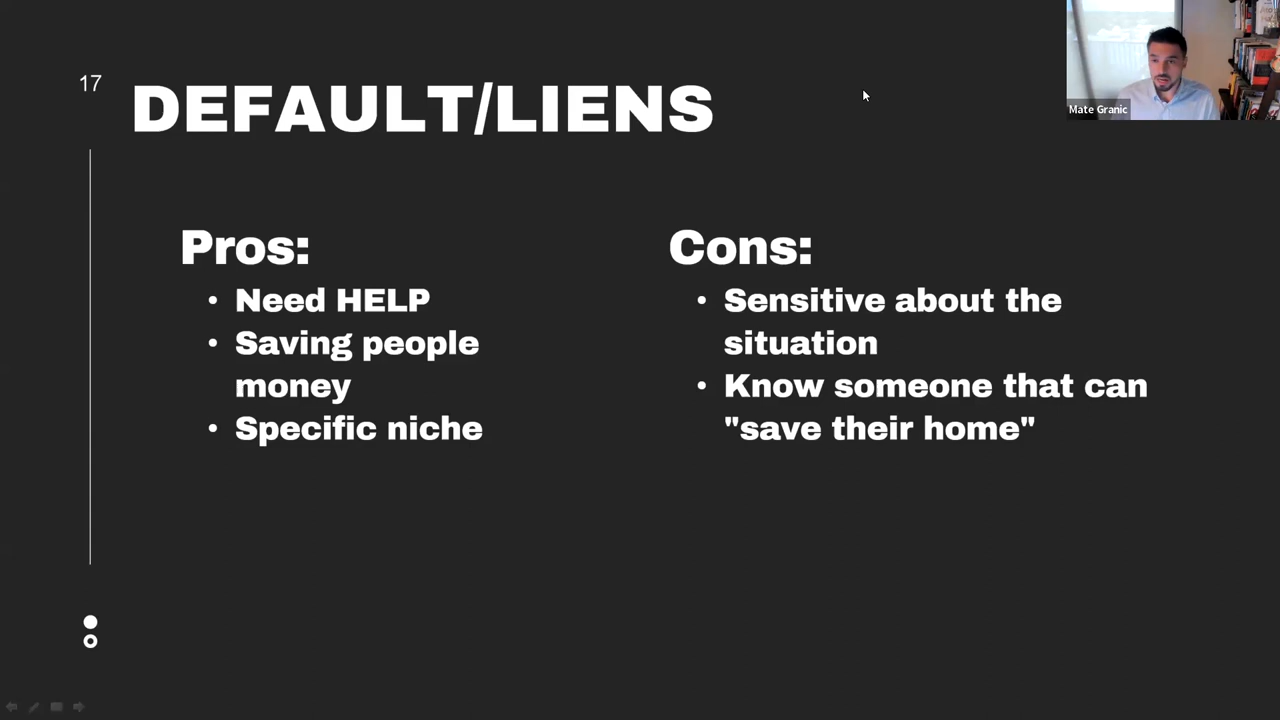 17
DEFAULT/LIENS
Pros:
• Need HELP
• Saving people
money
• Specific niche
Cons:
• Sensitive about the
situation
• Know someone that can
"save their home"
Mate Granic